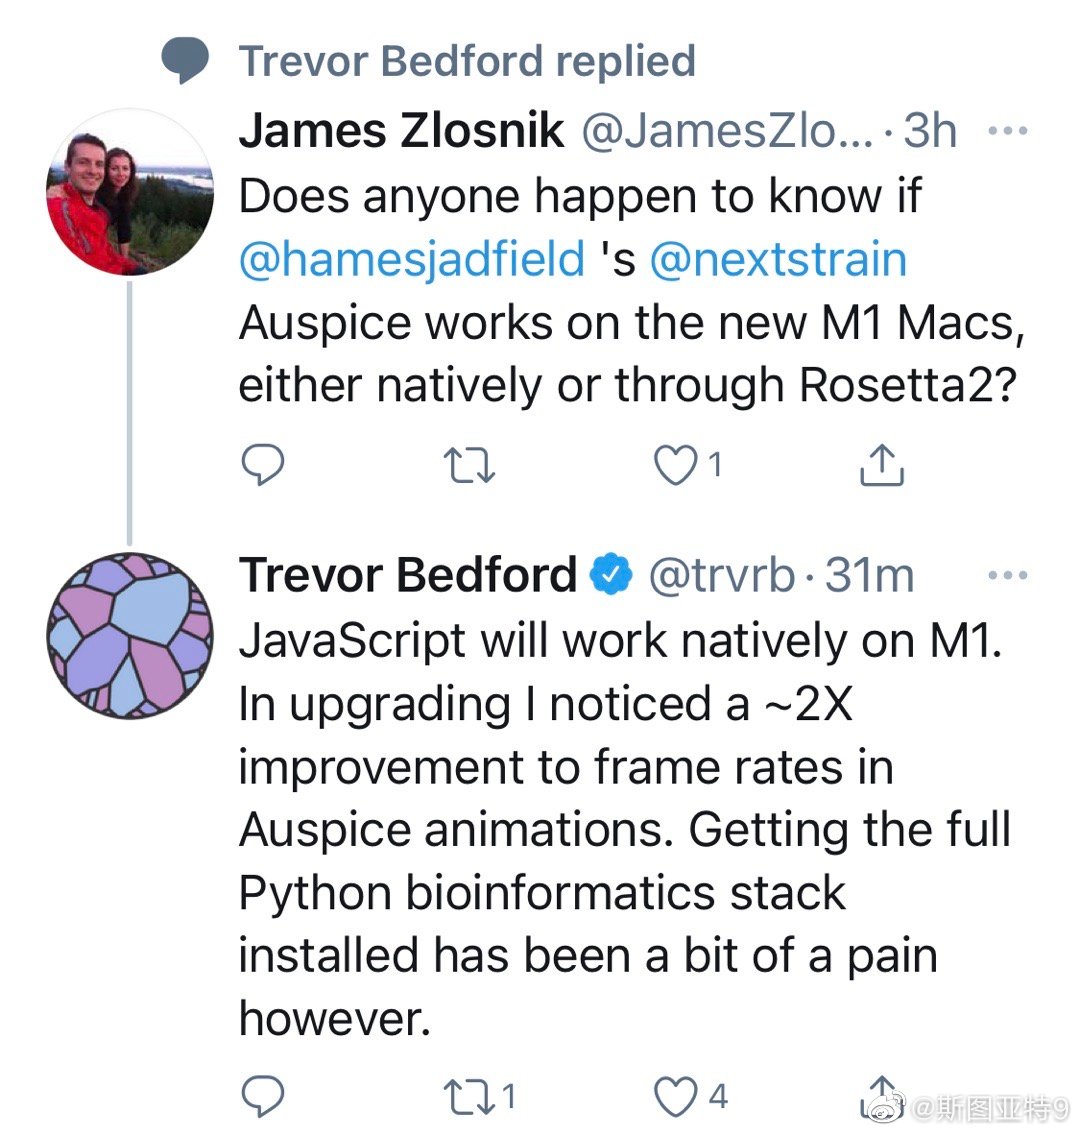 Trevor Bedford replied
James Zlosnik @JamesZlo... · 3h
Does anyone happen to know if
@hamesjadfield 's @nextstrain
Auspice works on the new M1 Macs,
either natively or through Rosetta2?
1
Trevor Bedford @trvrb · 31m
JavaScript will work natively on M1.
In upgrading I noticed a ~2X
improvement to frame rates in
Auspice animations. Getting the full
Python bioinformatics stack
installed has been a bit of a pain
however.
1 4
@斯图亚特9